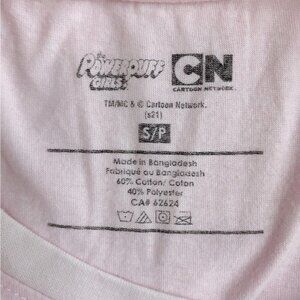 the
POWERPUFF
GIRLS
CN
CARTOON NETWORK
TM/MC & © Cartoon Network.
(s21)
S/P
Made in Bangladesh
Fabriqué au Bangladesh
60% Cotton/ Coton
40% Polyester
CA# 62624